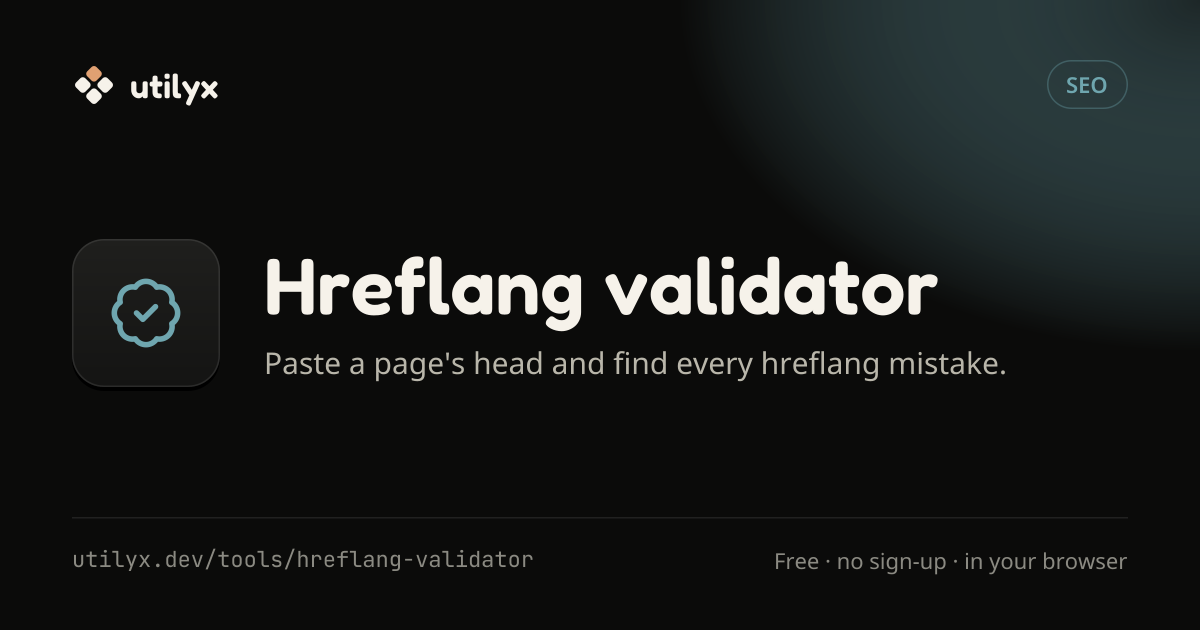 utilyx
SEO
Hreflang validator
Paste a page's head and find every hreflang mistake.
utilyx.dev/tools/hreflang-validator
Free · no sign-up · in your browser